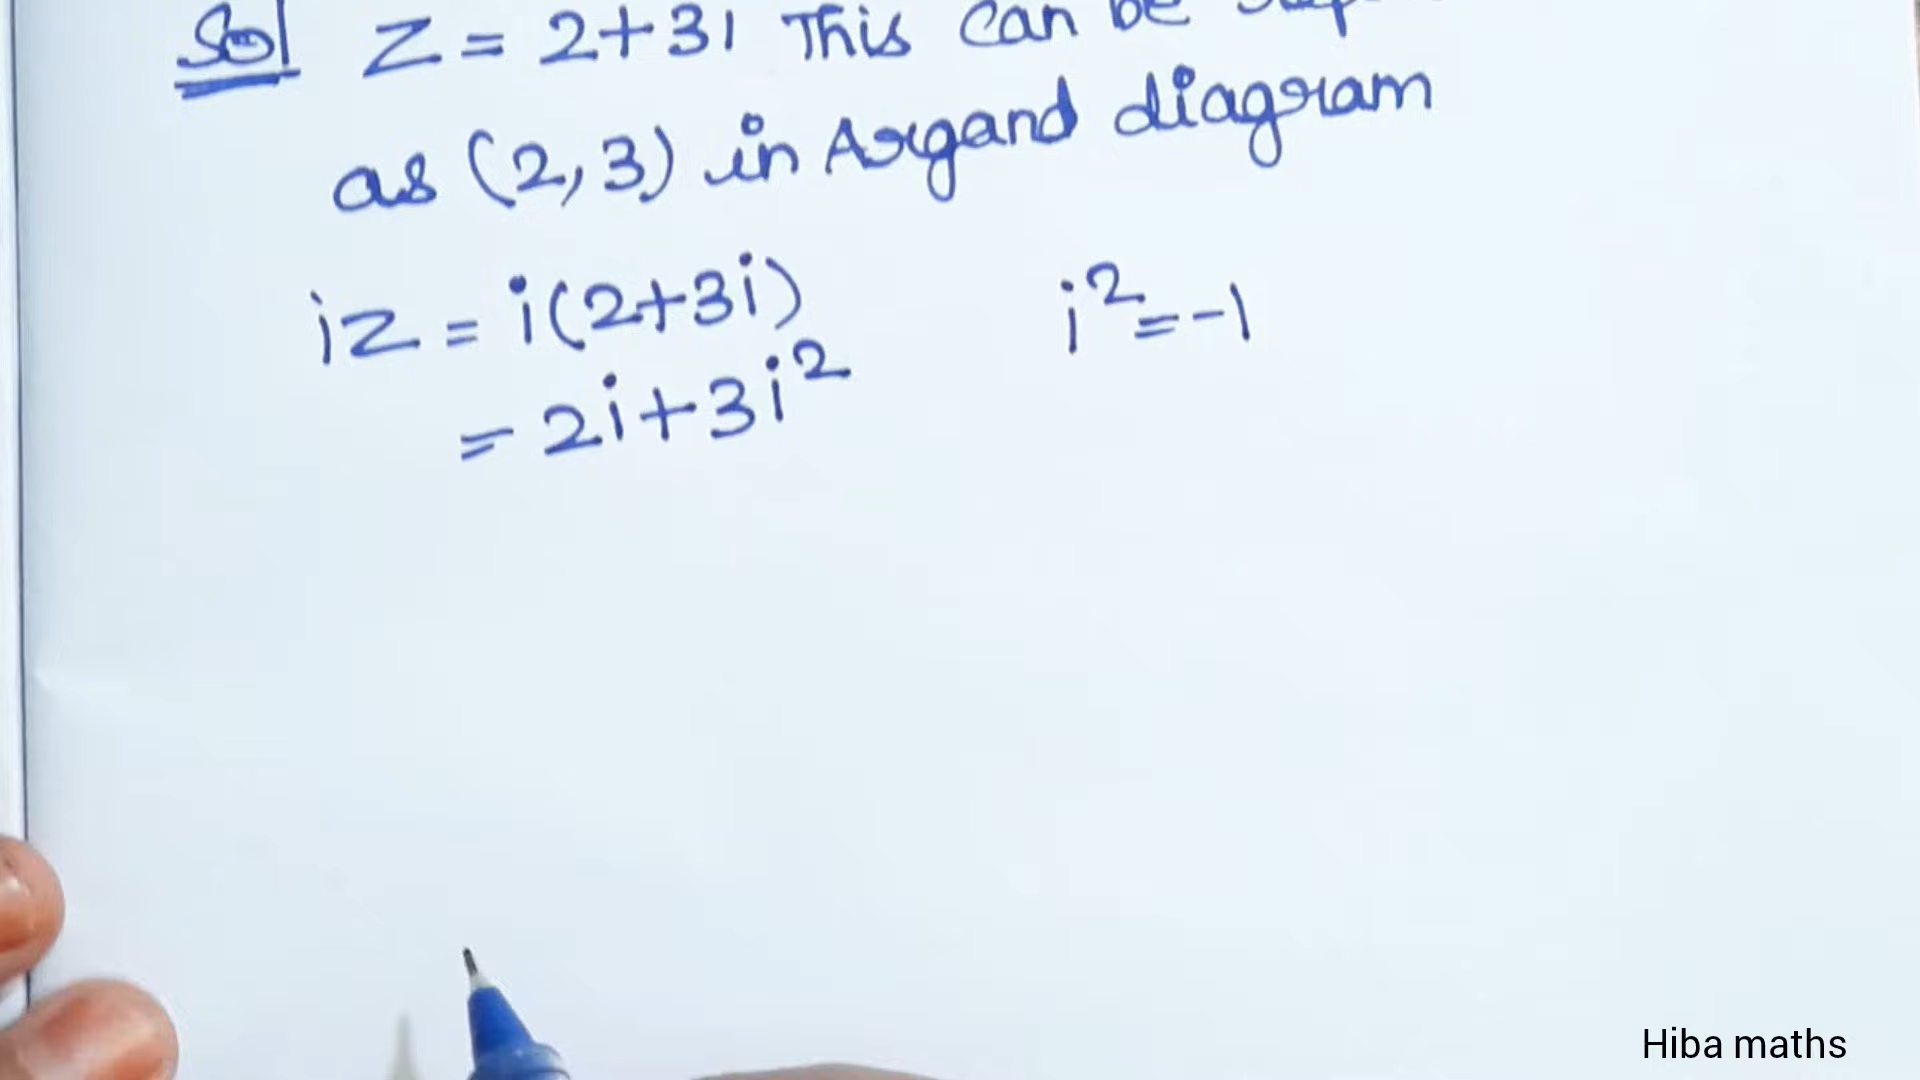 Sol Z = 2+3i This can be
as (2,3) in Argand diagram
iz = i(2+3i)
i²=-1
= 2i+3i²
Hiba maths